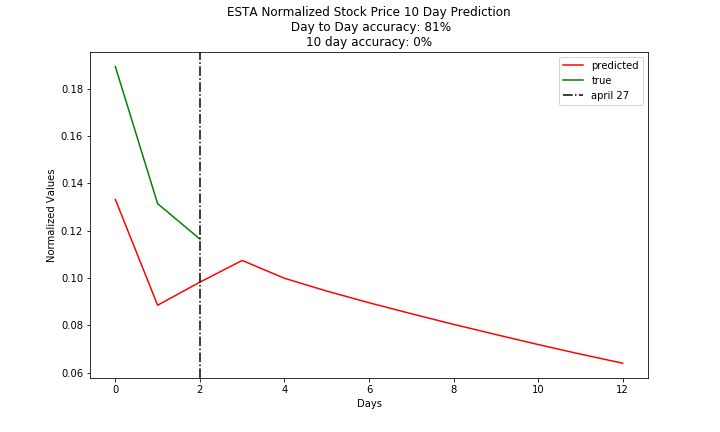 ESTA Normalized Stock Price 10 Day Prediction
Day to Day accuracy: 81%
10 day accuracy: 0%
predicted
true
april 27
0.18
0.16
0.14
0.12
0.10
0.08
0.06
Normalized Values
0 2 4 6 8 10 12
Days